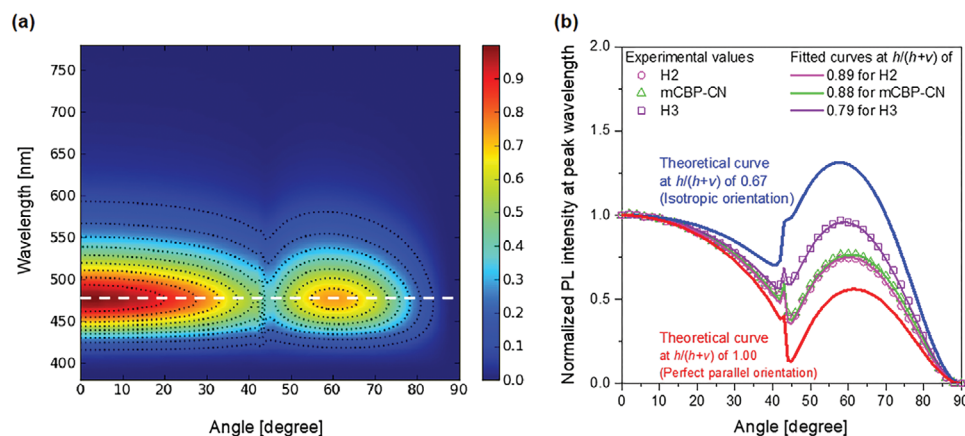 (a)
Wavelength [nm]
750
700
650
600
550
500
450
400
0 10 20 30 40 50 60 70 80 90
Angle [degree]
0.9
0.8
0.7
0.6
0.5
0.4
0.3
0.2
0.1
0.0
(b)
Normalized PL intensity at peak wavelength
2.0
1.5
1.0
0.5
0.0
Experimental values
H2
mCBP-CN
H3
Fitted curves at h/(h+v) of
0.89 for H2
0.88 for mCBP-CN
0.79 for H3
Theoretical curve
at h/(h+v) of 0.67
(Isotropic orientation)
Theoretical curve
at h/(h+v) of 1.00
(Perfect parallel orientation)
0 10 20 30 40 50 60 70 80 90
Angle [degree]